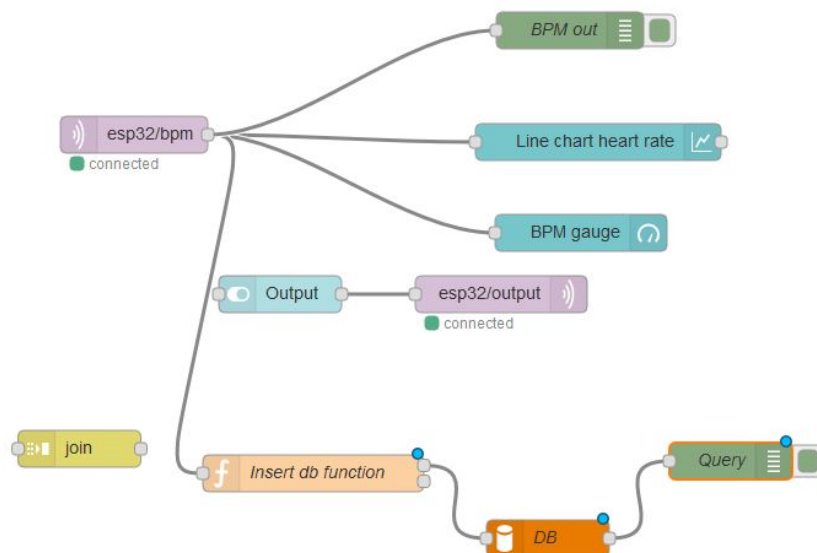 BPM out
esp32/bpm
connected
Line chart heart rate
BPM gauge
Output
esp32/output
connected
join
Insert db function
Query
DB